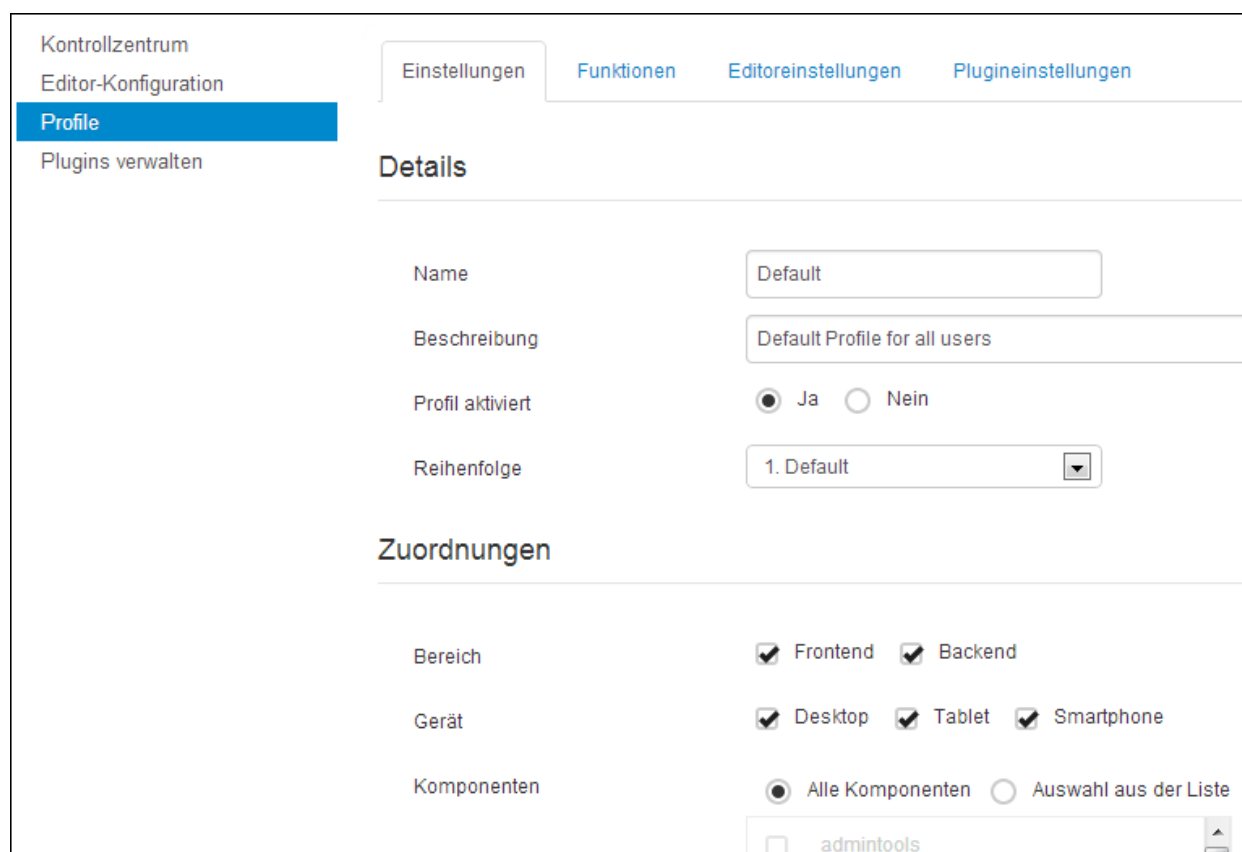 Kontrollzentrum
Editor-Konfiguration
Profile
Plugins verwalten
Einstellungen Funktionen Editoreinstellungen Plugineinstellungen
Details
Name Default
Beschreibung Default Profile for all users
Profil aktiviert Ja Nein
Reihenfolge 1. Default
Zuordnungen
Bereich Frontend Backend
Gerät Desktop Tablet Smartphone
Komponenten Alle Komponenten Auswahl aus der Liste
admintools